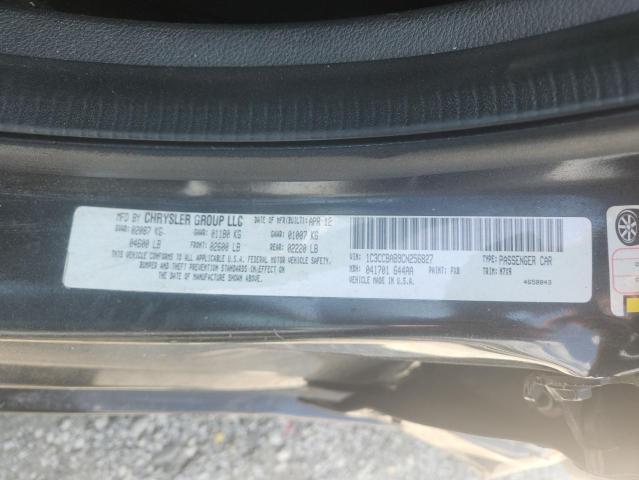 MFD BY CHRYSLER GROUP LLC DATE OF MFR(BUILT): APR-12
GVWR: 02087 KG GAWR: 01180 KG GAWR: 01007 KG
04600 LB FRONT: 02600 LB REAR: 02220 LB
THIS VEHICLE CONFORMS TO ALL APPLICABLE U.S.A. FEDERAL MOTOR VEHICLE SAFETY,
BUMPER AND THEFT PREVENTION STANDARDS IN EFFECT ON
THE DATE OF MANUFACTURE SHOWN ABOVE.
VIN: 1C3CCBAB9CN256827 TYPE: PASSENGER CAR
MDH: 041701 644AA PAINT: PXB TRIM: M7X9
VEHICLE MADE IN U.S.A. 4658843